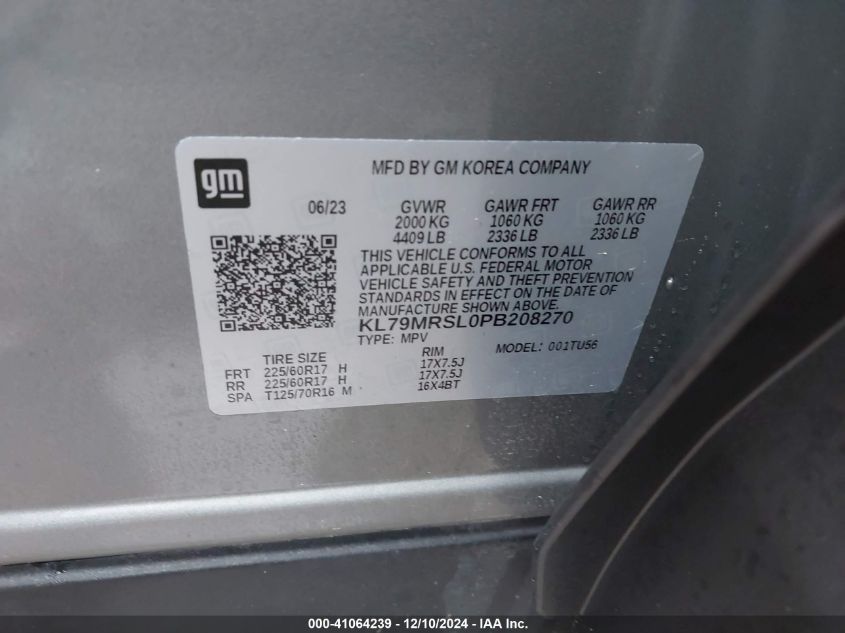 gm
MFD BY GM KOREA COMPANY
06/23 GVWR GAWR FRT GAWR RR
2000 KG 1060 KG 1060 KG
4409 LB 2336 LB 2336 LB
THIS VEHICLE CONFORMS TO ALL
APPLICABLE U.S. FEDERAL MOTOR
VEHICLE SAFETY AND THEFT PREVENTION
STANDARDS IN EFFECT ON THE DATE OF
MANUFACTURE SHOWN ABOVE.
KL79MRSL0PB208270
TYPE: MPV MODEL: 001TU56
TIRE SIZE RIM
FRT 225/60R17 H 17X7.5J
RR 225/60R17 H 17X7.5J
SPA T125/70R16 M 16X4BT
000-41064239 - 12/10/2024 - IAA Inc.